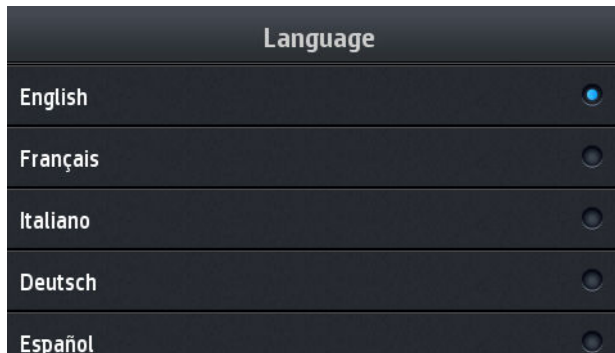 Language
English
Français
Italiano
Deutsch
Español